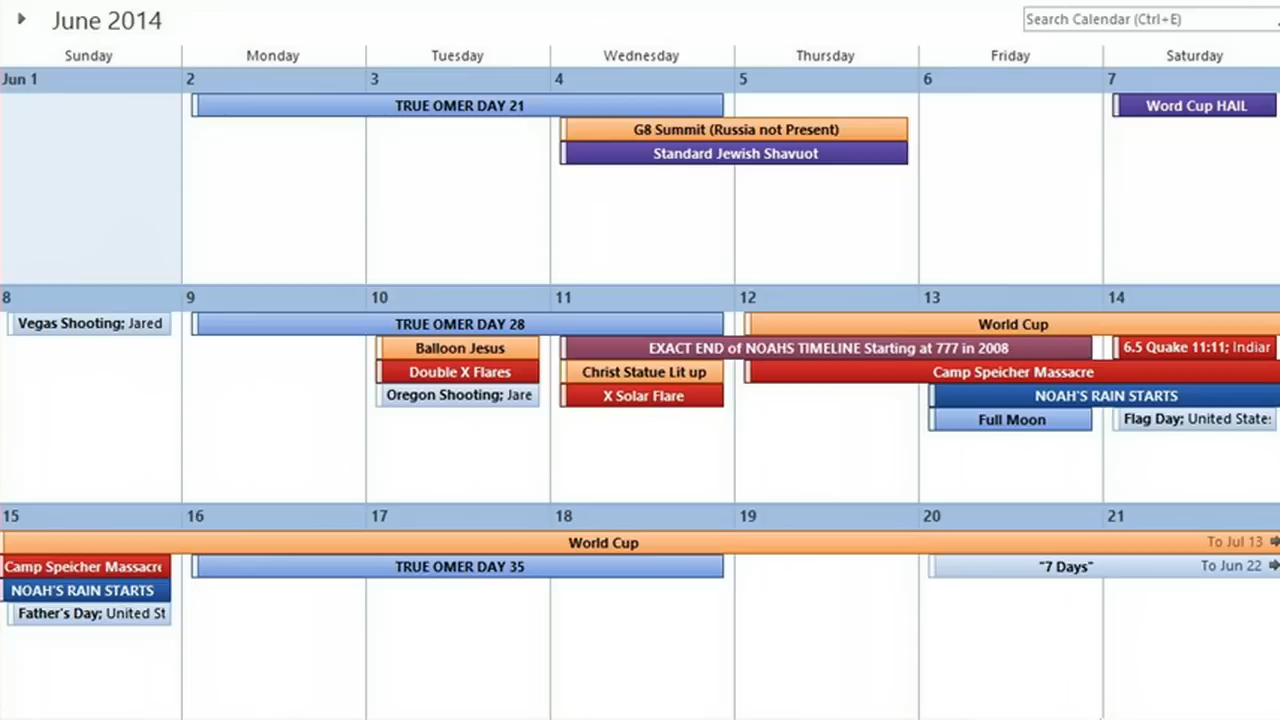 June 2014
Search Calendar (Ctrl+E)
Sunday Monday Tuesday Wednesday Thursday Friday Saturday
Jun 1 2 3 4 5 6 7
TRUE OMER DAY 21
Word Cup HAIL
G8 Summit (Russia not Present)
Standard Jewish Shavuot
8 9 10 11 12 13 14
Vegas Shooting; Jared
TRUE OMER DAY 28
World Cup
Balloon Jesus
EXACT END of NOAHS TIMELINE Starting at 777 in 2008
6.5 Quake 11:11; Indiar
Double X Flares
Christ Statue Lit up
Camp Speicher Massacre
Oregon Shooting; Jare
X Solar Flare
NOAH'S RAIN STARTS
Full Moon
Flag Day; United State:
15 16 17 18 19 20 21
World Cup
To Jul 13
Camp Speicher Massacre
TRUE OMER DAY 35
"7 Days"
To Jun 22
NOAH'S RAIN STARTS
Father's Day; United St